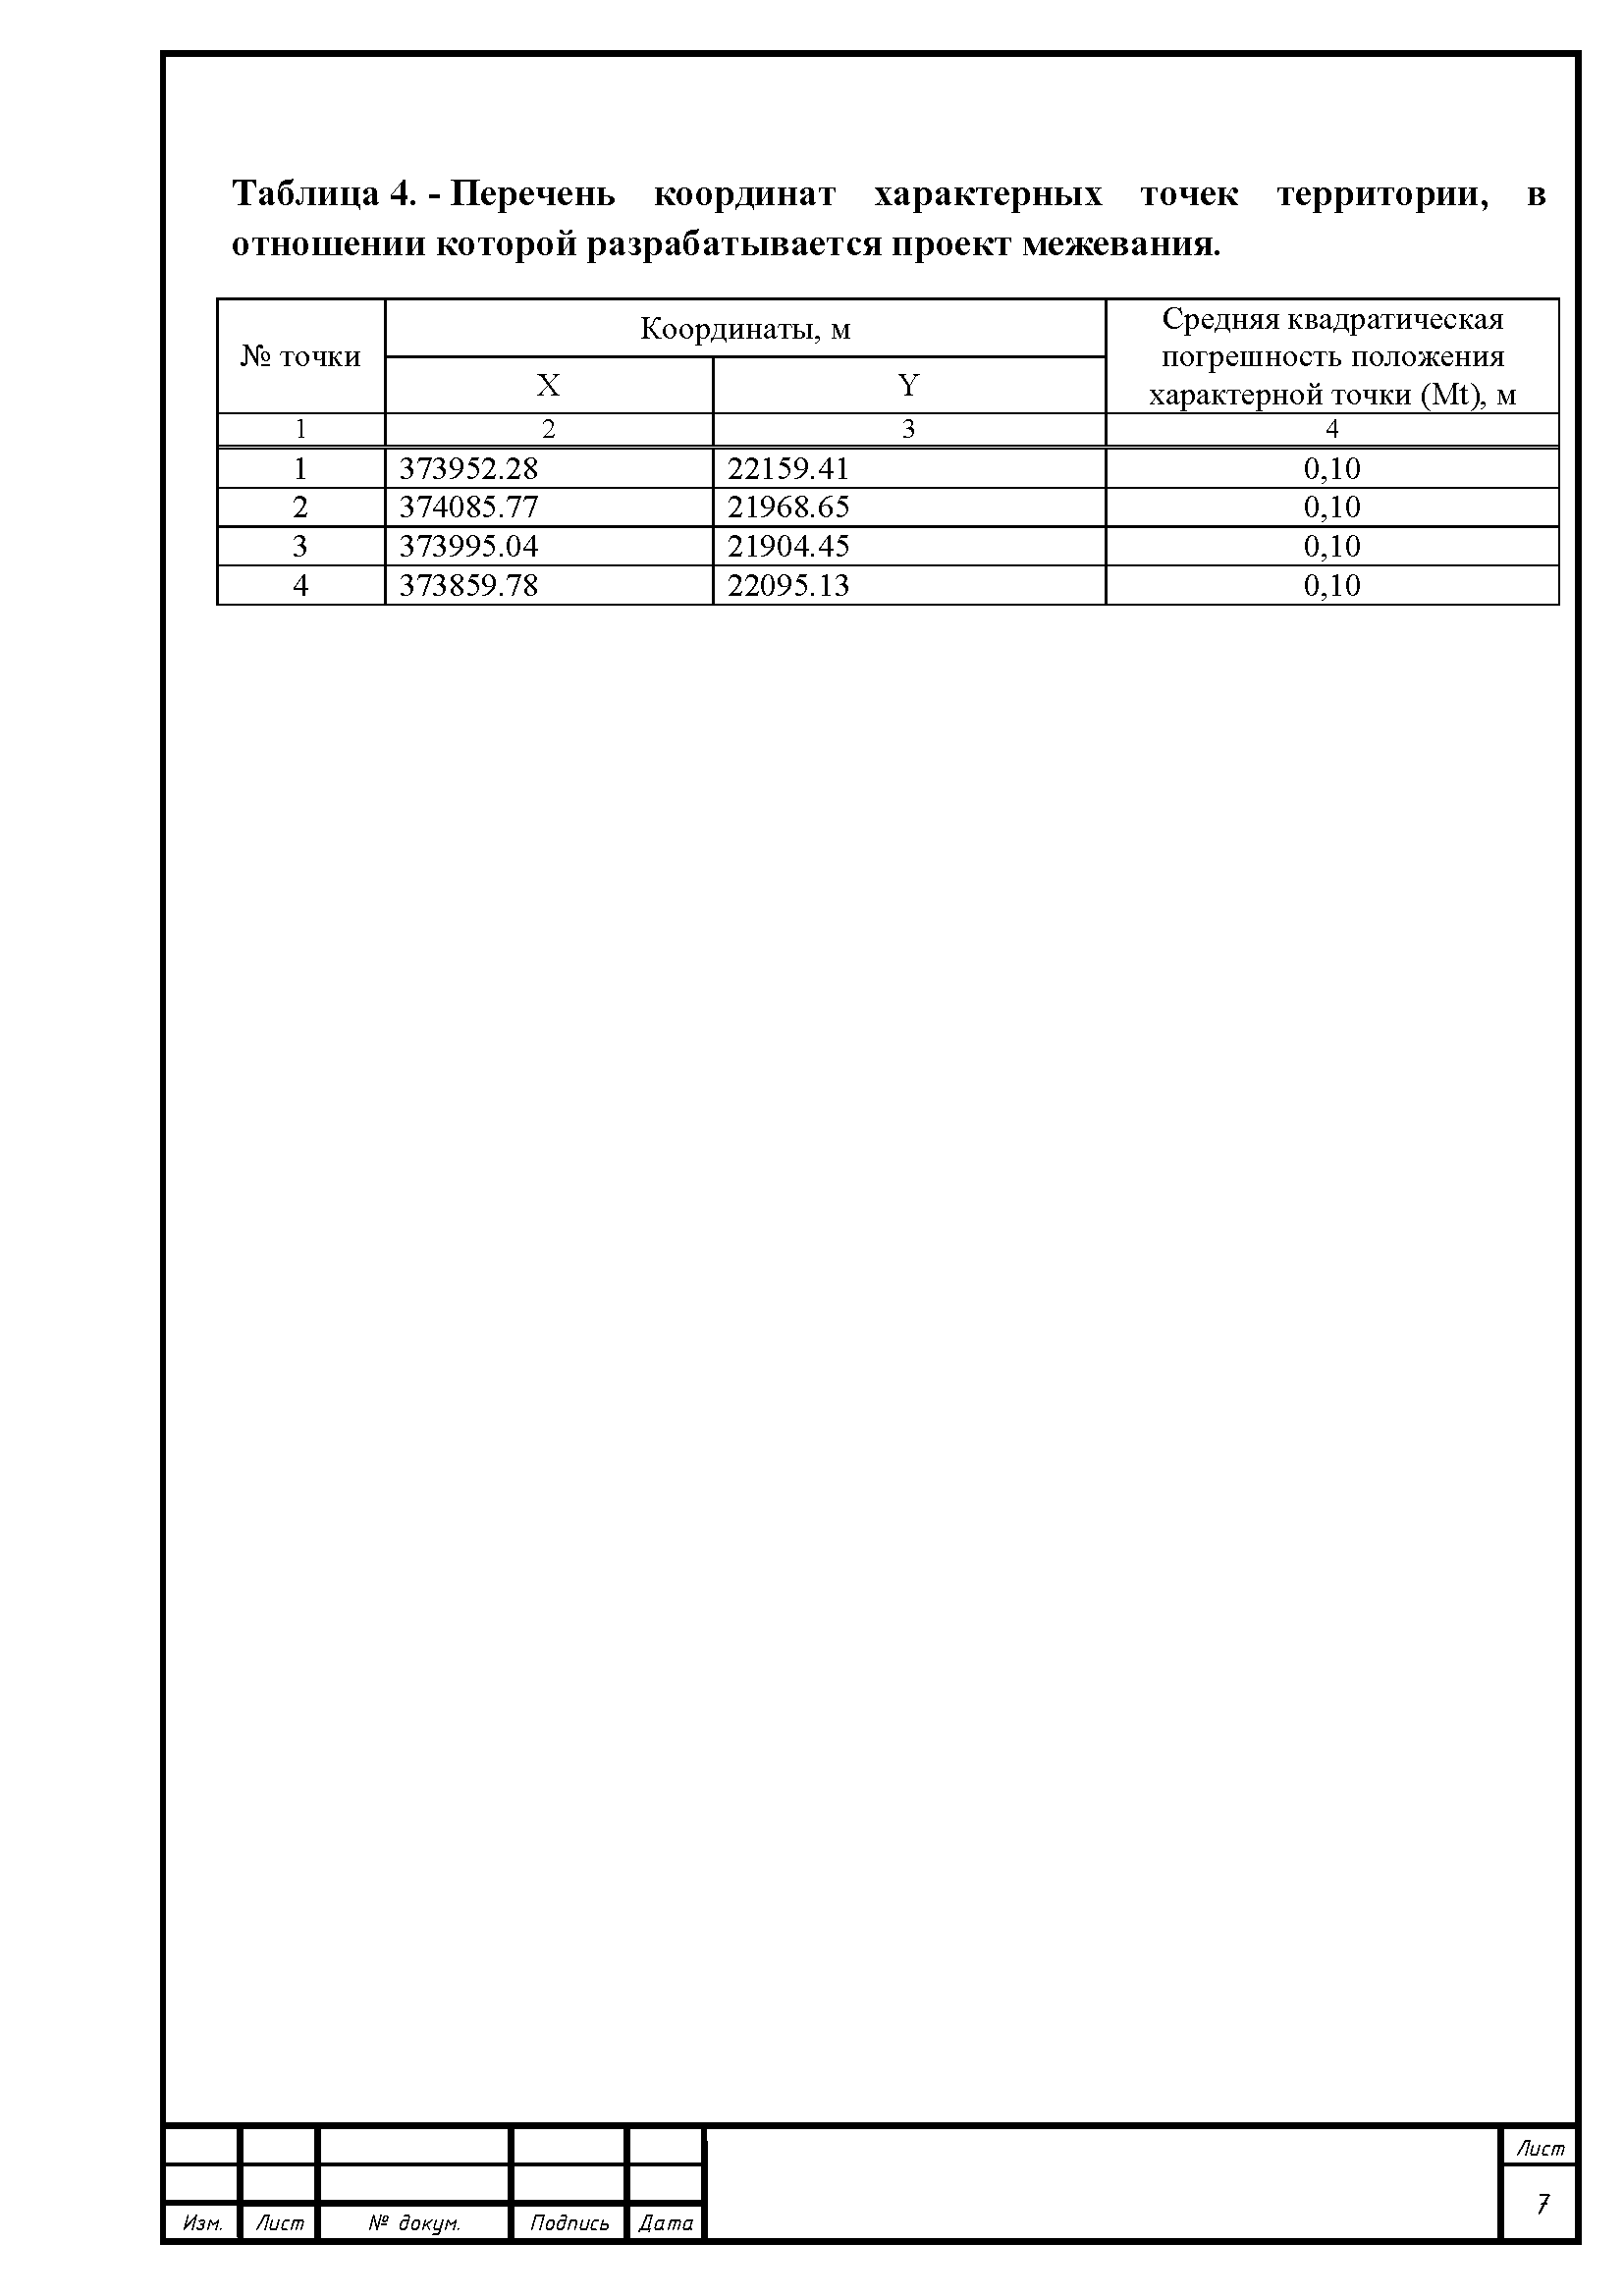 Таблица 4. - Перечень координат характерных точек территории, в
отношении которой разрабатывается проект межевания.
№ точки
Координаты, м
Средняя квадратическая
погрешность положения
характерной точки (Mt), м
X
Y
1 2 3 4
1 373952.28 22159.41 0,10
2 374085.77 21968.65 0,10
3 373995.04 21904.45 0,10
4 373859.78 22095.13 0,10
Лист
7
Изм. Лист № докум. Подпись Дата